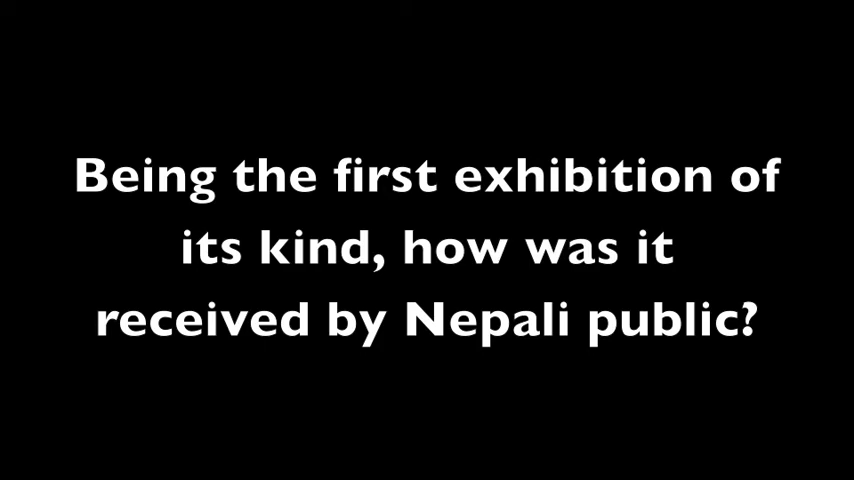 Being the first exhibition of
its kind, how was it
received by Nepali public?